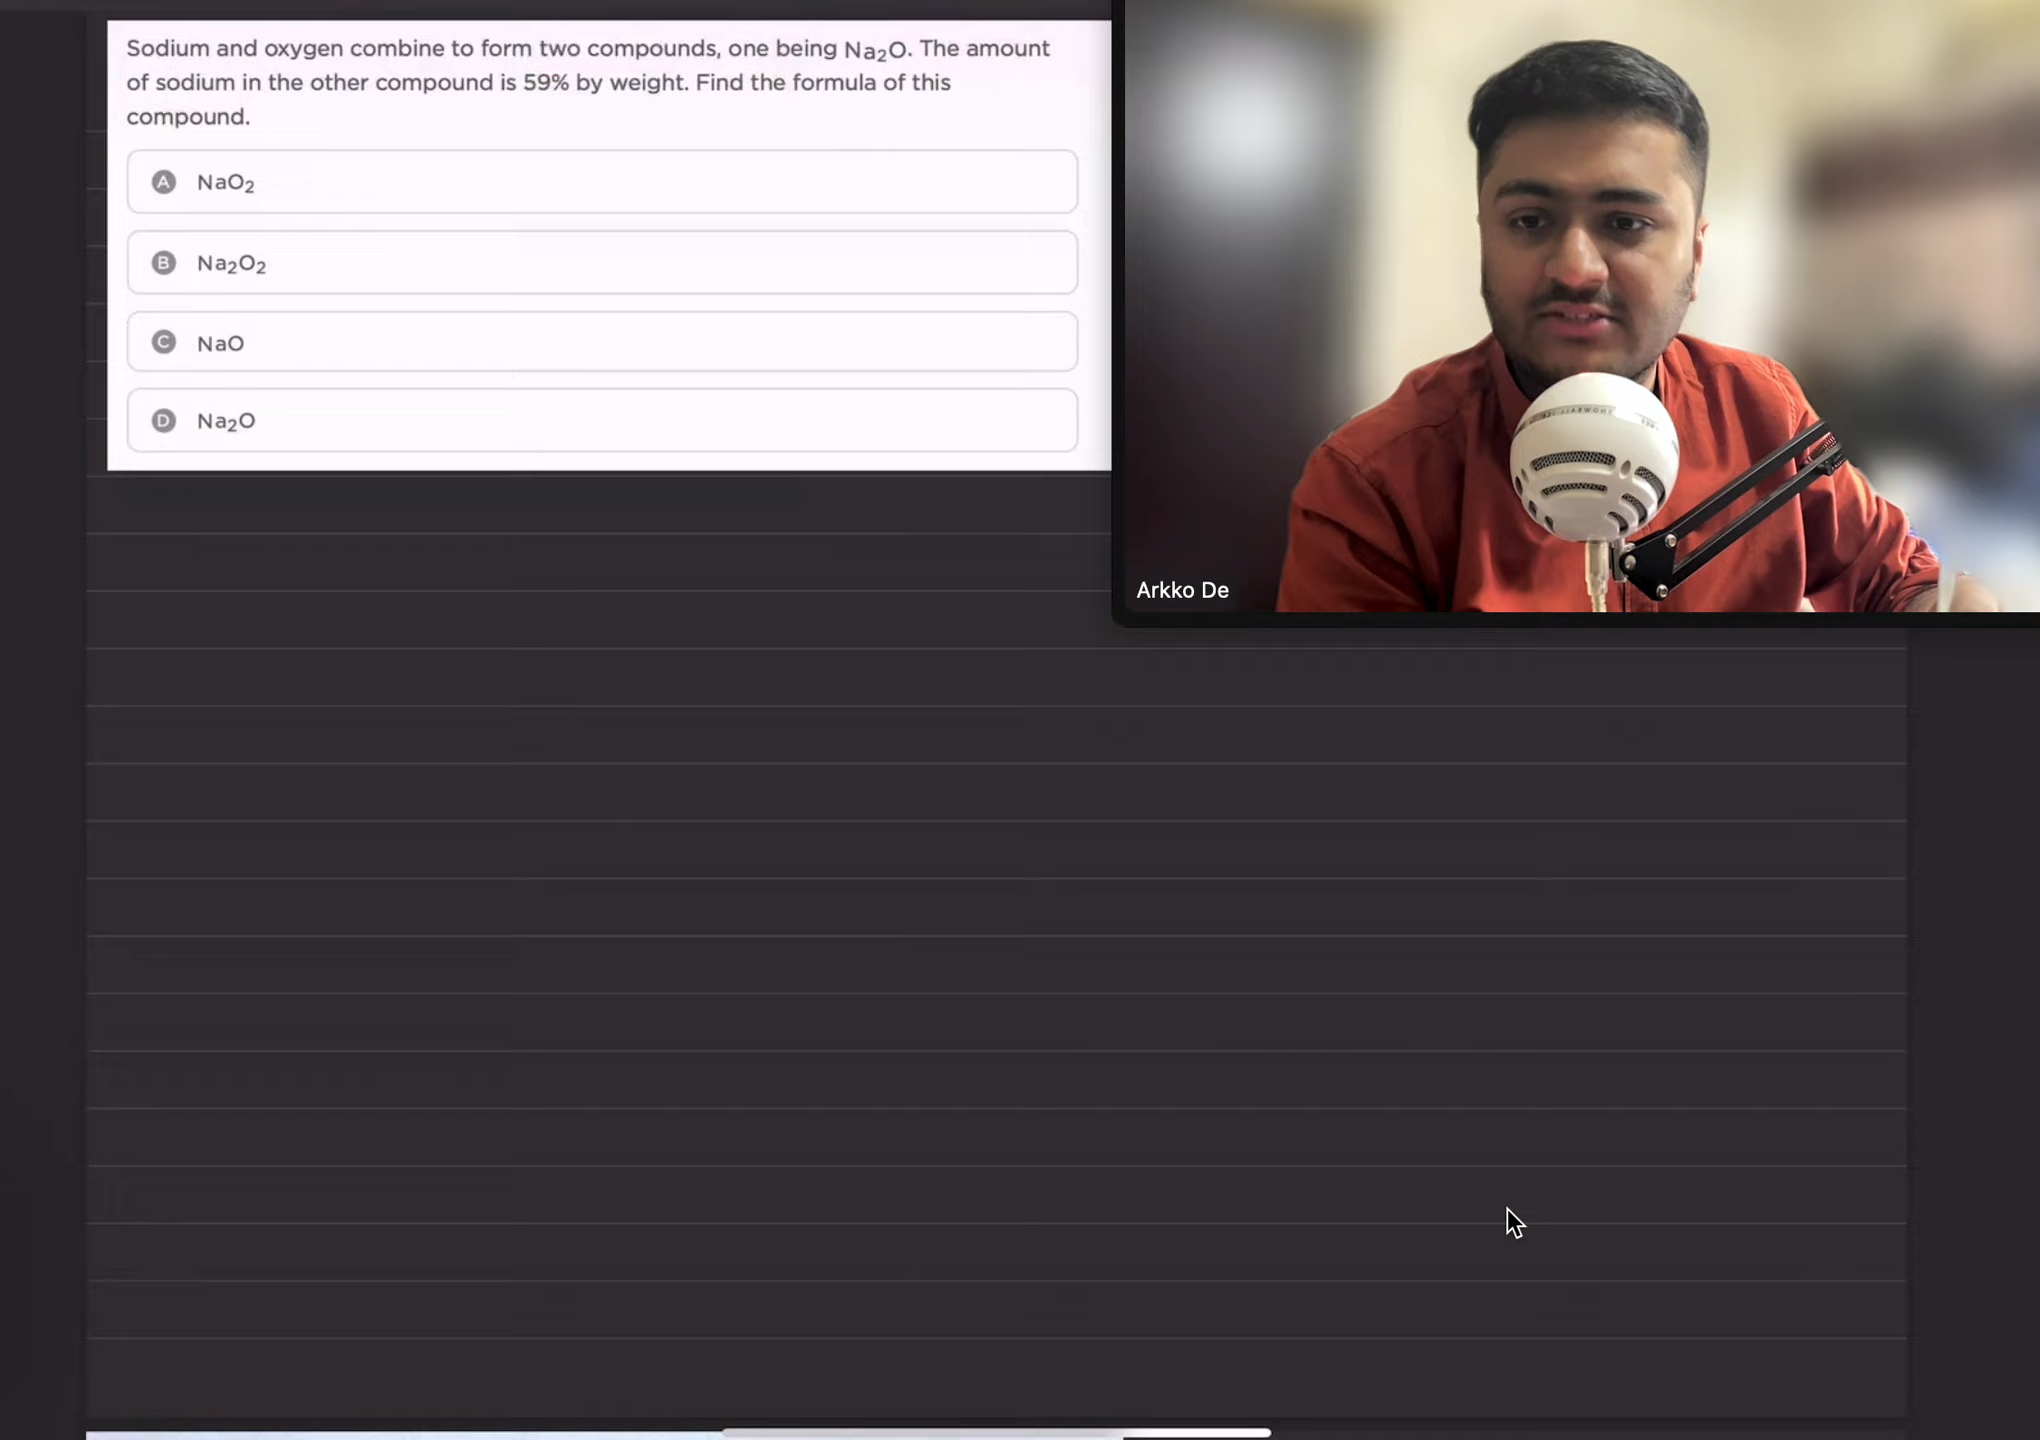 Sodium and oxygen combine to form two compounds, one being Na₂O. The amount
of sodium in the other compound is 59% by weight. Find the formula of this
compound.
A NaO₂
B Na₂O₂
C NaO
D Na₂O
Arkko De